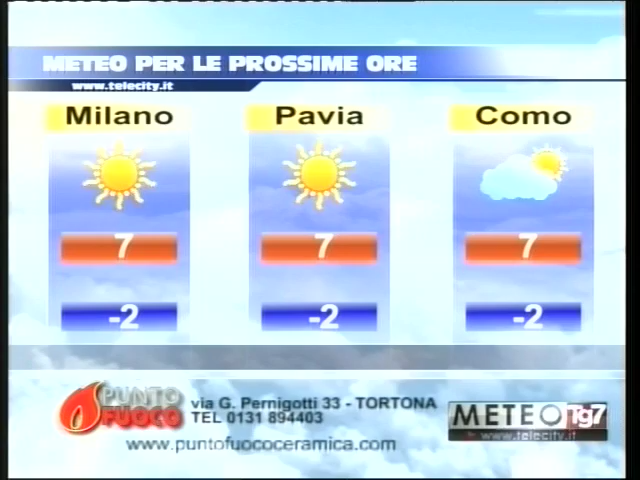 METEO PER LE PROSSIME ORE
www.telecity.it
Milano
Pavia
Como
7
7
7
-2
-2
-2
PUNTO FUOCO
via G. Pernigotti 33 - TORTONA
TEL 0131 894403
www.puntofuococeramica.com
METEO Tg7
www.telecity.it